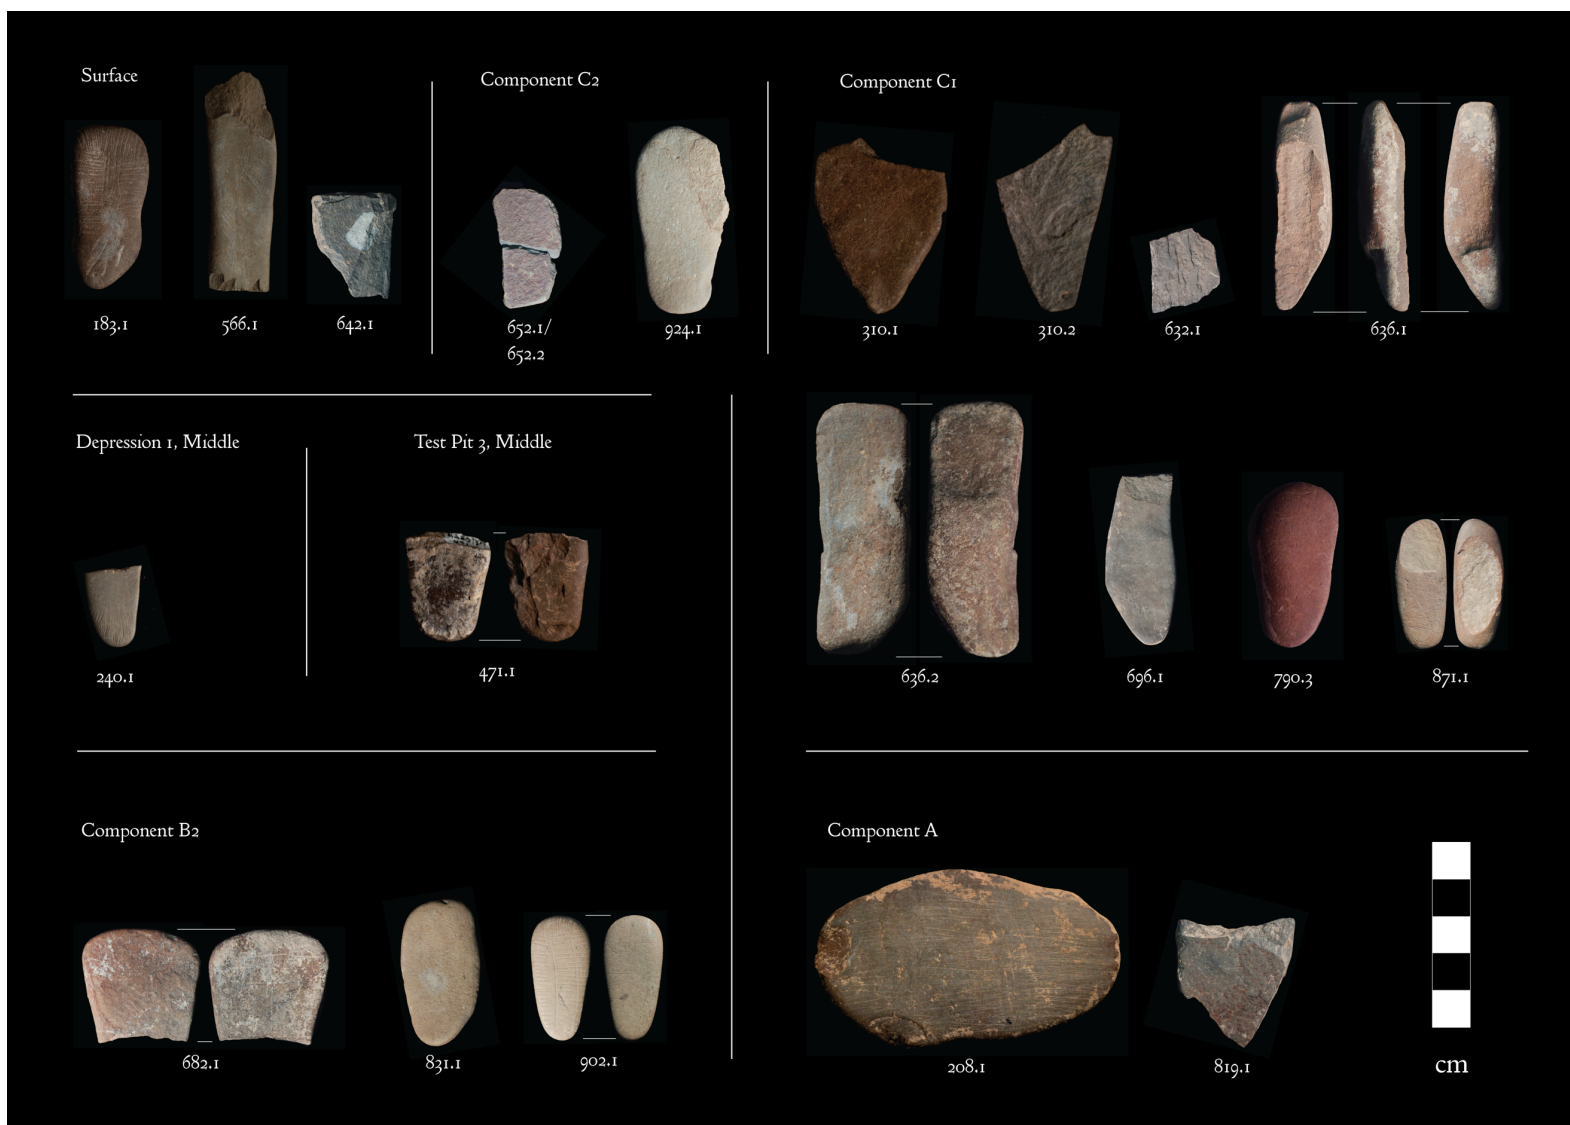 Surface
183.1
566.1
642.1
Component C2
652.1/
652.2
924.1
Component C1
310.1
310.2
632.1
636.1
636.2
696.1
790.3
871.1
Depression 1, Middle
240.1
Test Pit 3, Middle
471.1
Component B2
682.1
831.1
902.1
Component A
208.1
819.1
cm